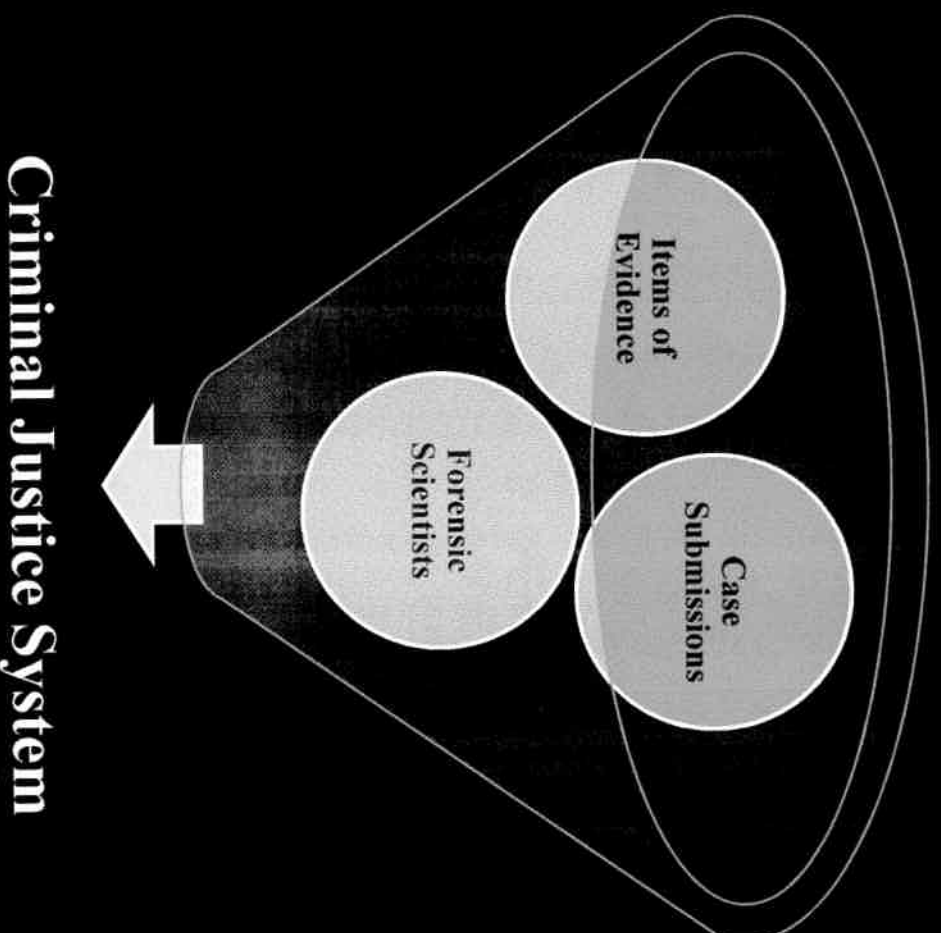 Case
Submissions
Items of
Evidence
Forensic
Scientists
Criminal Justice System